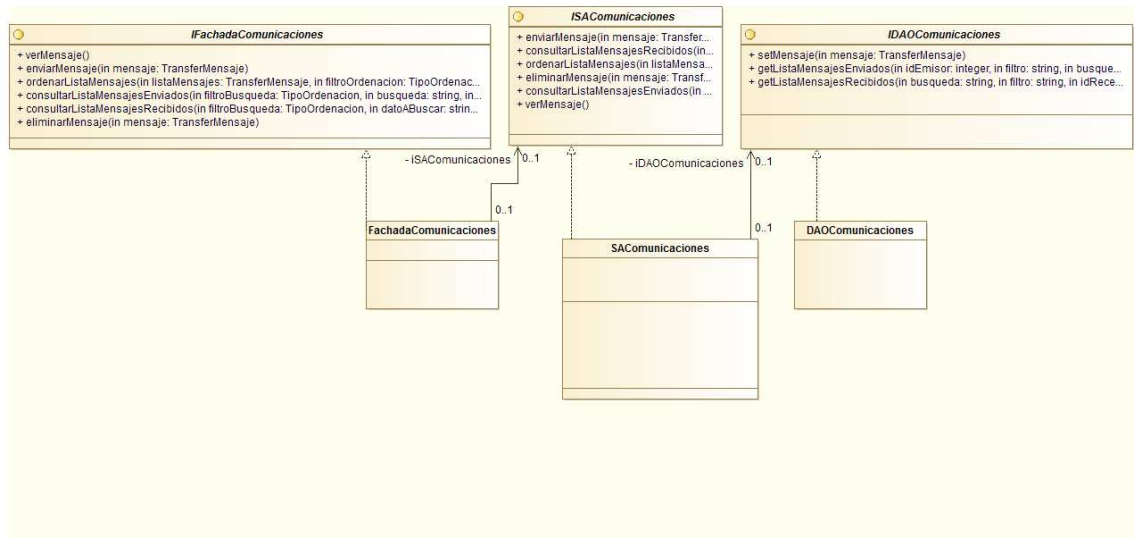 IFachadaComunicaciones
+ verMensaje()
+ enviarMensaje(in mensaje: TransferMensaje)
+ ordenarListaMensajes(in listaMensajes: TransferMensaje, in filtroOrdenacion: TipoOrdenac...
+ consultarListaMensajesEnviados(in filtroBusqueda: TipoOrdenacion, in busqueda: string, in...
+ consultarListaMensajesRecibidos(in filtroBusqueda: TipoOrdenacion, in datoABuscar: strin...
+ eliminarMensaje(in mensaje: TransferMensaje)
ISAComunicaciones
+ enviarMensaje(in mensaje: Transfer...
+ consultarListaMensajesRecibidos(in...
+ ordenarListaMensajes(in listaMensa...
+ eliminarMensaje(in mensaje: Transf...
+ consultarListaMensajesEnviados(in ...
+ verMensaje()
IDAOComunicaciones
+ setMensaje(in mensaje: TransferMensaje)
+ getListaMensajesEnviados(in idEmisor: integer, in filtro: string, in busque...
+ getListaMensajesRecibidos(in busqueda: string, in filtro: string, in idRece...
- iSAComunicaciones
0..1
- iDAOComunicaciones
0..1
0..1
0..1
FachadaComunicaciones
SAComunicaciones
DAOComunicaciones